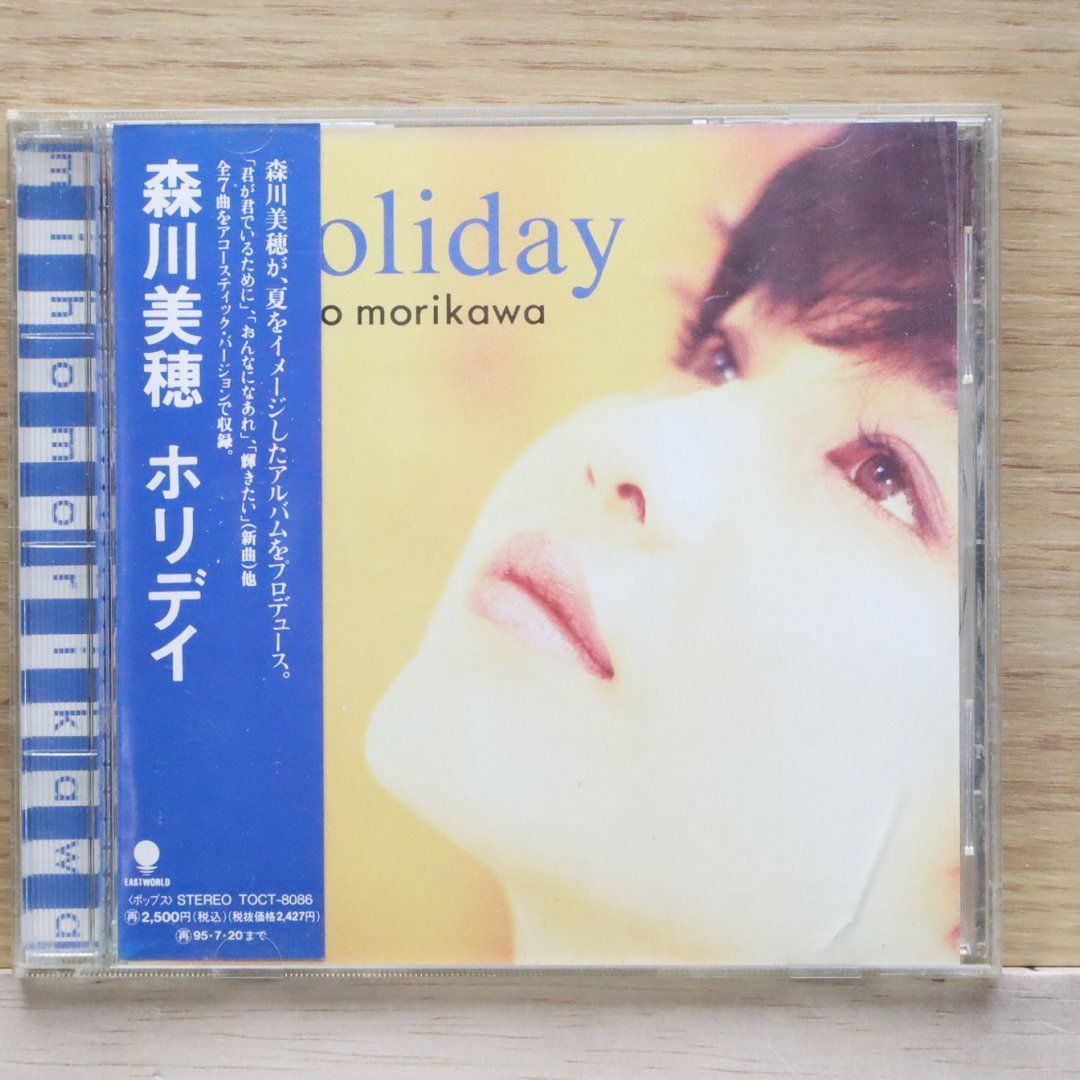 mihomorikawa
森川美穂 ホリデイ
森川美穂が、夏をイメージしたアルバムをプロデュース。
「君が君でいるために」、「おんなになあれ」、「輝きたい」(新曲)他
全7曲をアコースティック・バージョンで収録。
oliday
o morikawa
EASTWORLD
〈ポップス〉 STEREO TOCT-8086
再 2,500円(税込)(税抜価格2,427円)
再 95・7・20まで